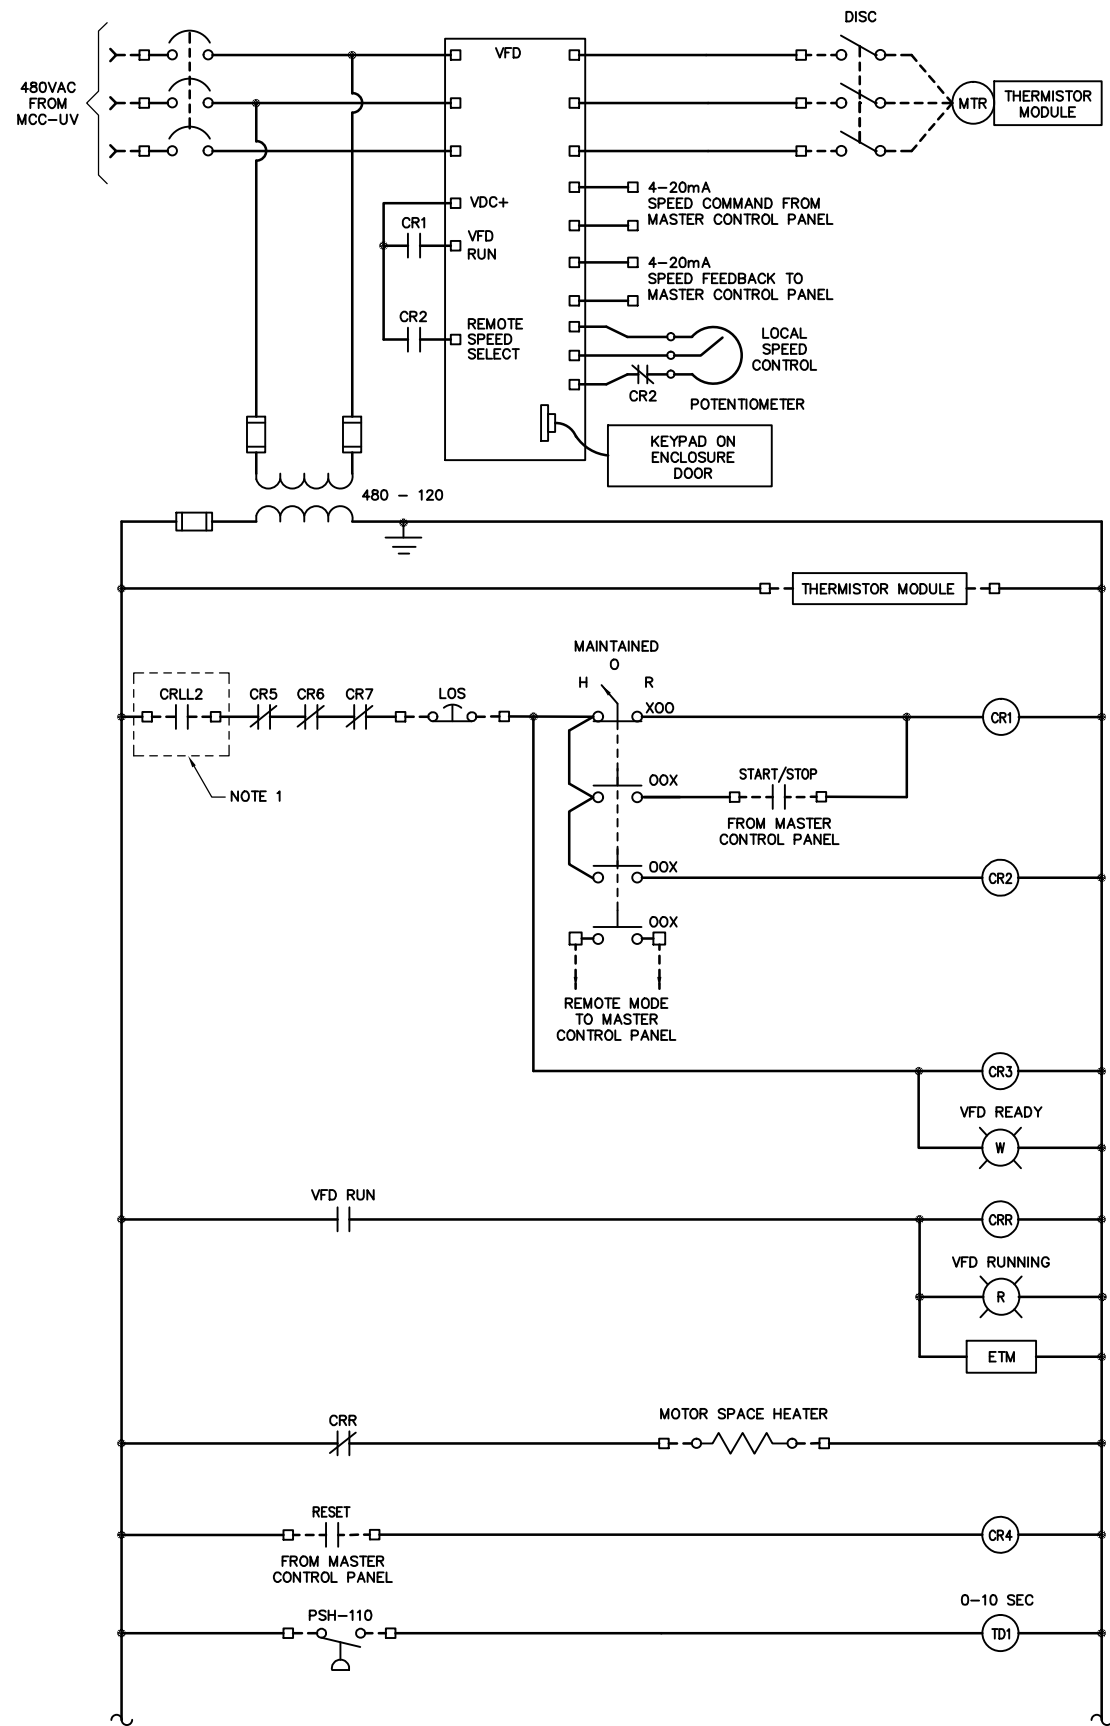 DISC
480VAC
FROM
MCC-UV
VFD
MTR
THERMISTOR
MODULE
VDC+
CR1
VFD
RUN
CR2
REMOTE
SPEED
SELECT
4-20mA
SPEED COMMAND FROM
MASTER CONTROL PANEL
4-20mA
SPEED FEEDBACK TO
MASTER CONTROL PANEL
LOCAL
SPEED
CONTROL
CR2
POTENTIOMETER
KEYPAD ON
ENCLOSURE
DOOR
480 - 120
THERMISTOR MODULE
MAINTAINED
O
H R
CRLL2 CR5 CR6 CR7 LOS
XOO
CR1
NOTE 1
OOX
START/STOP
FROM MASTER
CONTROL PANEL
OOX
CR2
OOX
REMOTE MODE
TO MASTER
CONTROL PANEL
CR3
VFD READY
W
VFD RUN
CRR
VFD RUNNING
R
ETM
CRR
MOTOR SPACE HEATER
RESET
FROM MASTER
CONTROL PANEL
CR4
PSH-110
0-10 SEC
TD1